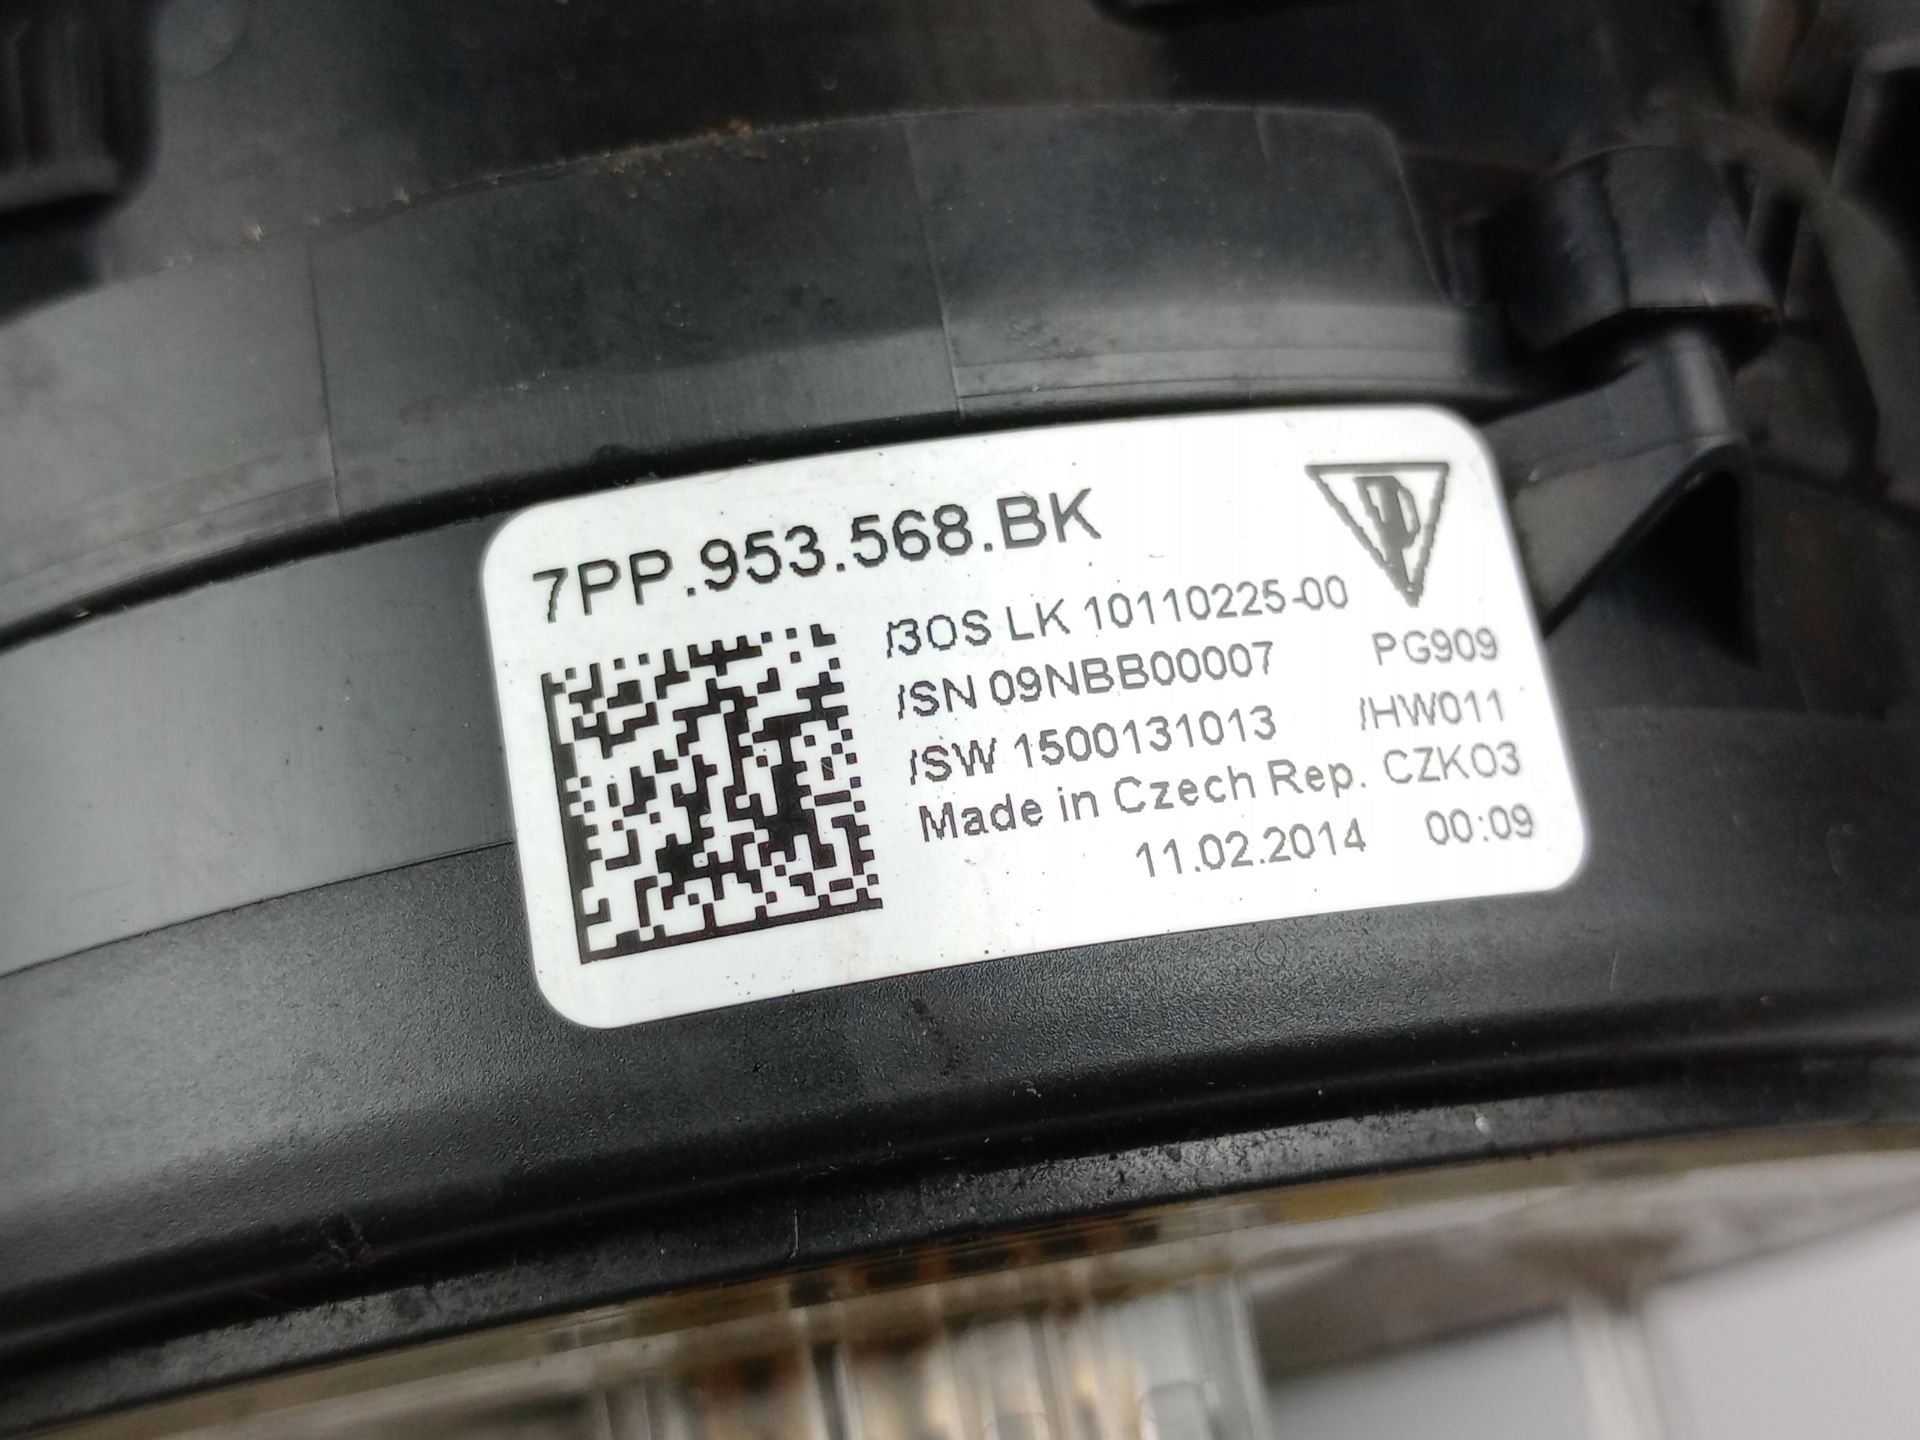 7PP.953.568.BK
/3OS LK 10110225-00
/SN 09NBB00007 PG909
/SW 1500131013 /HW011
Made in Czech Rep. CZK03
11.02.2014 00:09